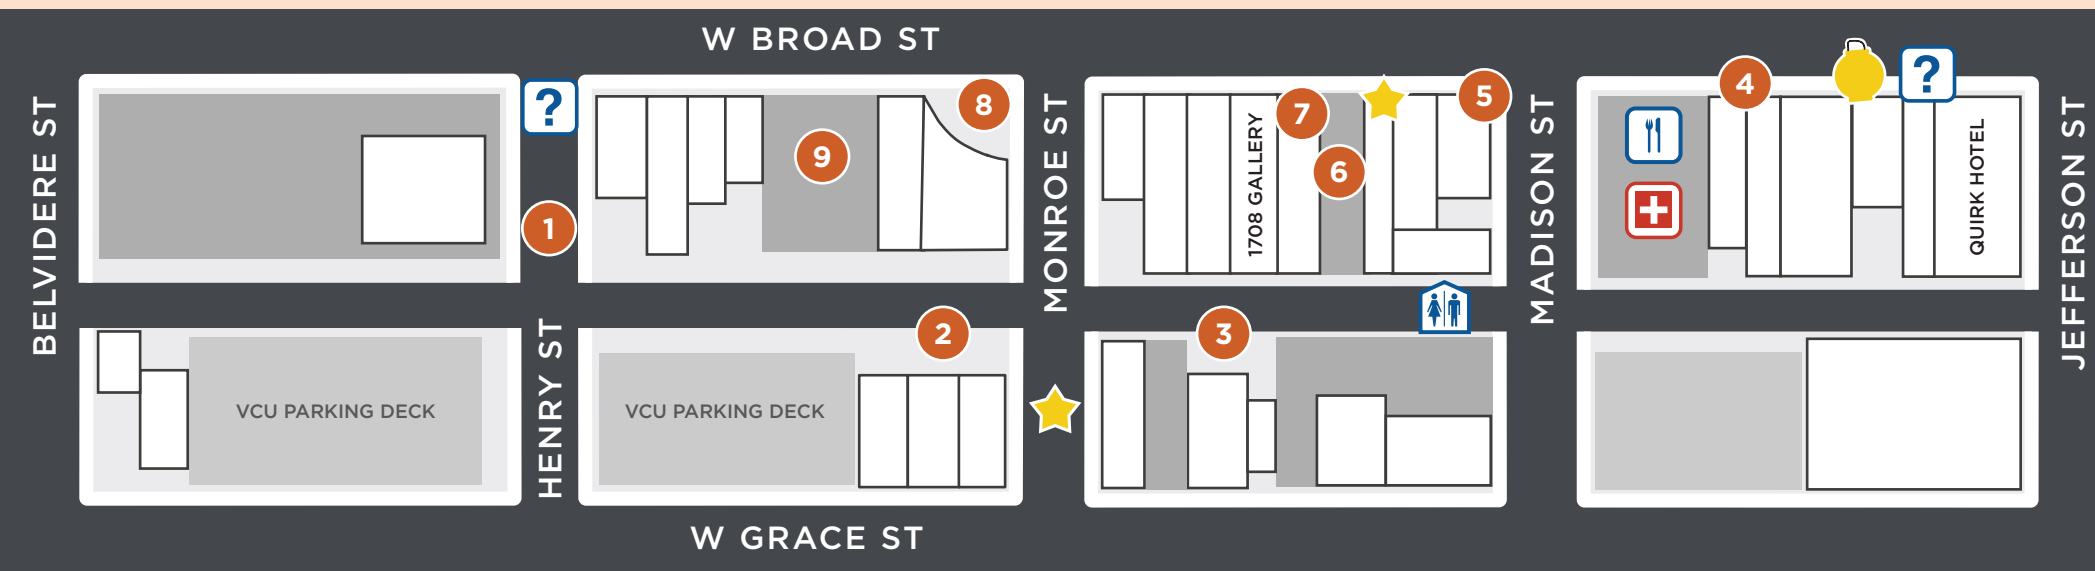 W BROAD ST
BELVIDERE ST
?
1
HENRY ST
9
8
MONROE ST
1708 GALLERY
7
6
5
MADISON ST
4
?
QUIRK HOTEL
JEFFERSON ST
VCU PARKING DECK
VCU PARKING DECK
2
3
W GRACE ST